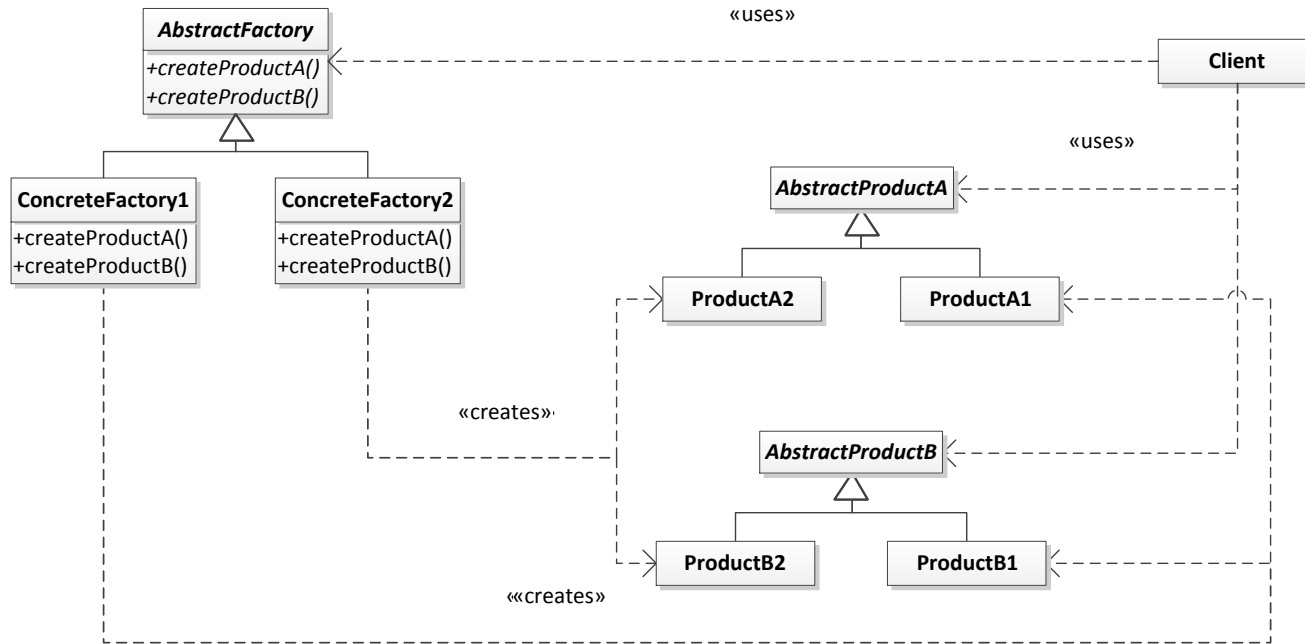 «uses»
AbstractFactory
+createProductA()
+createProductB()
Client
«uses»
ConcreteFactory1
+createProductA()
+createProductB()
ConcreteFactory2
+createProductA()
+createProductB()
AbstractProductA
ProductA2
ProductA1
«creates»
AbstractProductB
ProductB2
ProductB1
«creates»